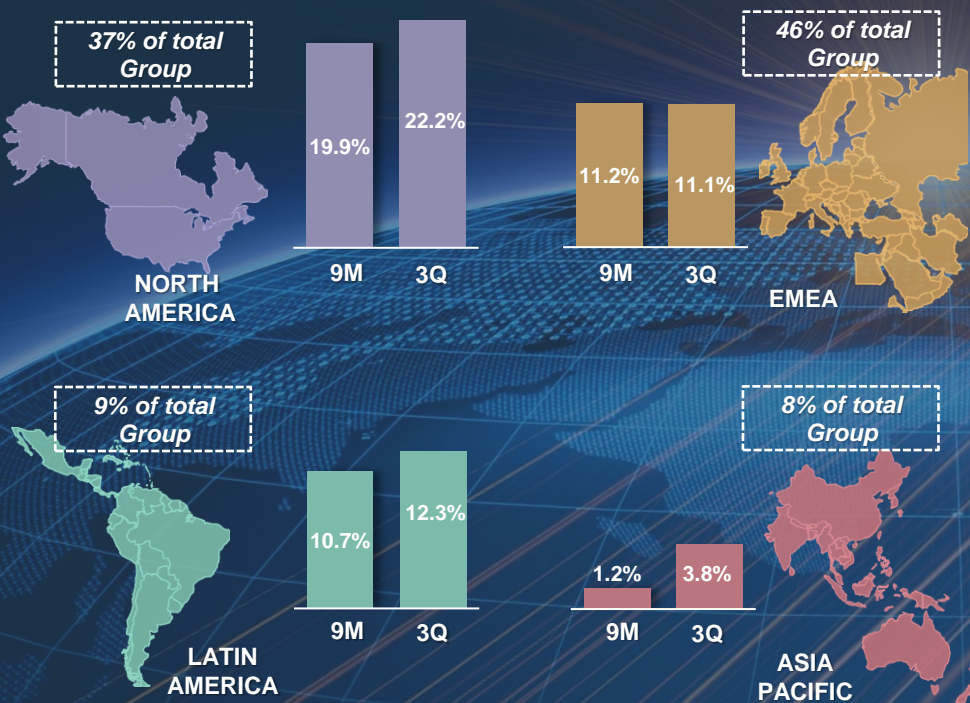 37% of total
Group
19.9%
22.2%
9M
3Q
NORTH
AMERICA
46% of total
Group
11.2%
11.1%
9M
3Q
EMEA
9% of total
Group
10.7%
12.3%
9M
3Q
LATIN
AMERICA
8% of total
Group
1.2%
3.8%
9M
3Q
ASIA
PACIFIC